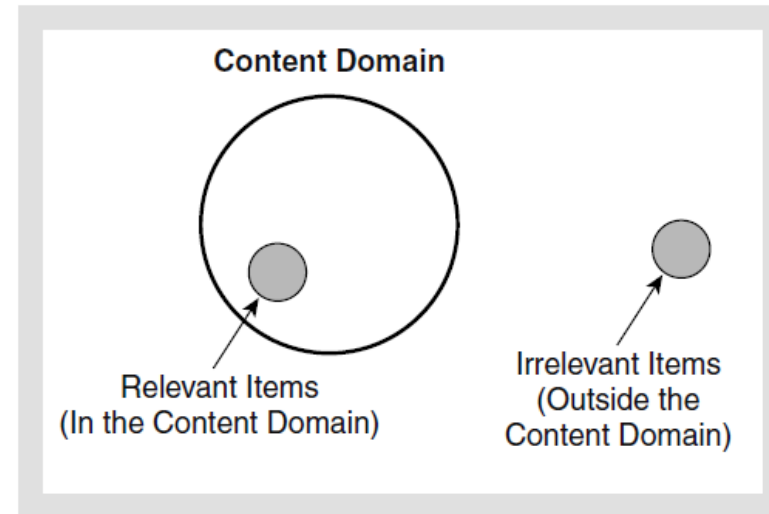 Content Domain
Relevant Items
(In the Content Domain)
Irrelevant Items
(Outside the
Content Domain)